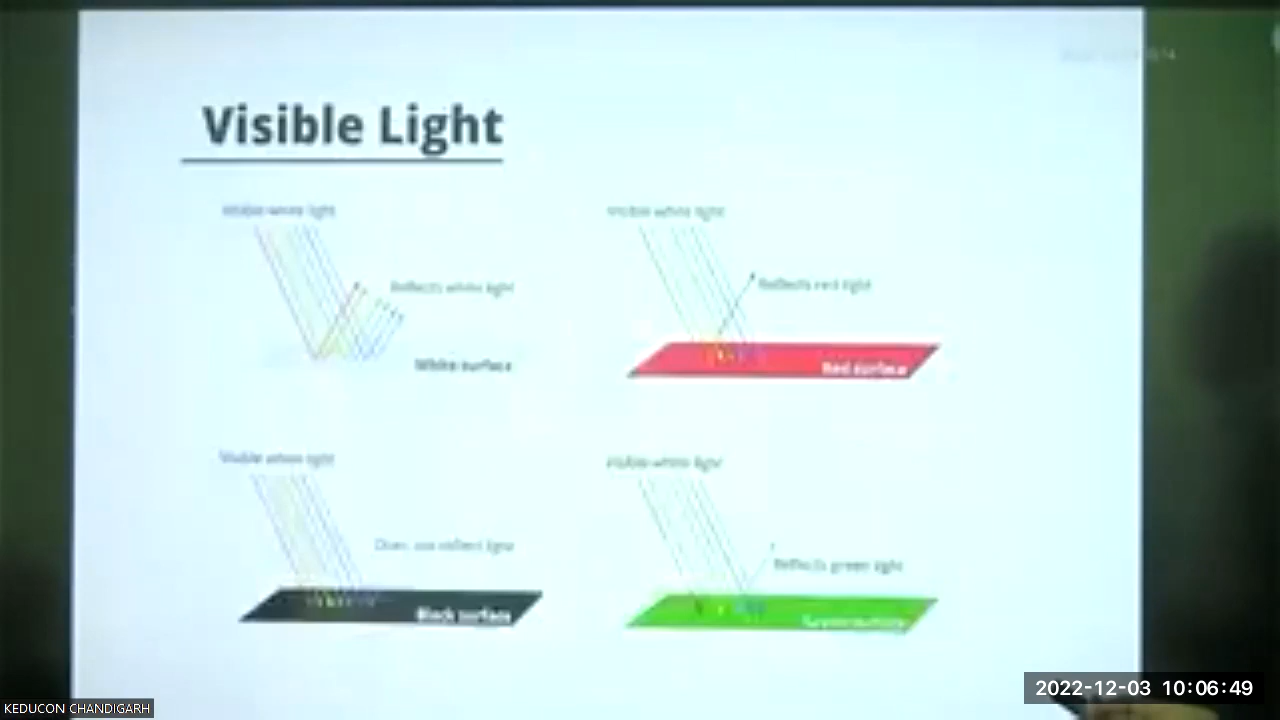 Visible Light
Visible white light
Visible white light
Reflects white light
Reflects red light
White surface
Red surface
Visible white light
Visible white light
Does not reflect light
Reflects green light
Black surface
Green surface
2022-12-03 10:06:49
KEDUCON CHANDIGARH